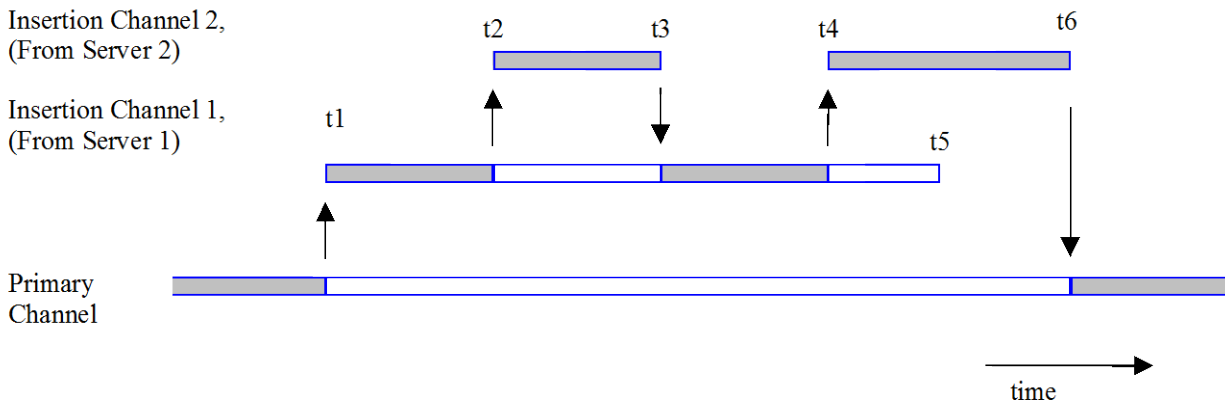 Insertion Channel 2,
(From Server 2)
t2
t3
t4
t6
Insertion Channel 1,
(From Server 1)
t1
t5
Primary
Channel
time